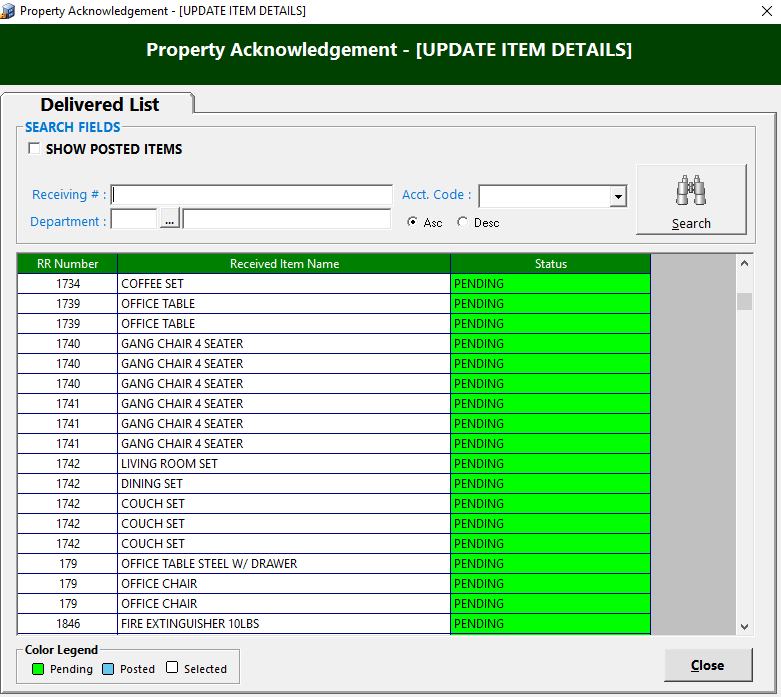 Property Acknowledgement - [UPDATE ITEM DETAILS]
Property Acknowledgement - [UPDATE ITEM DETAILS]
Delivered List
SEARCH FIELDS
SHOW POSTED ITEMS
Receiving # : Acct. Code :
Department : ... Asc Desc
Search
RR Number Received Item Name Status
1734 COFFEE SET PENDING
1739 OFFICE TABLE PENDING
1739 OFFICE TABLE PENDING
1740 GANG CHAIR 4 SEATER PENDING
1740 GANG CHAIR 4 SEATER PENDING
1740 GANG CHAIR 4 SEATER PENDING
1741 GANG CHAIR 4 SEATER PENDING
1741 GANG CHAIR 4 SEATER PENDING
1741 GANG CHAIR 4 SEATER PENDING
1742 LIVING ROOM SET PENDING
1742 DINING SET PENDING
1742 COUCH SET PENDING
1742 COUCH SET PENDING
1742 COUCH SET PENDING
179 OFFICE TABLE STEEL W/ DRAWER PENDING
179 OFFICE CHAIR PENDING
179 OFFICE CHAIR PENDING
1846 FIRE EXTINGUISHER 10LBS PENDING
Color Legend
Pending Posted Selected
Close